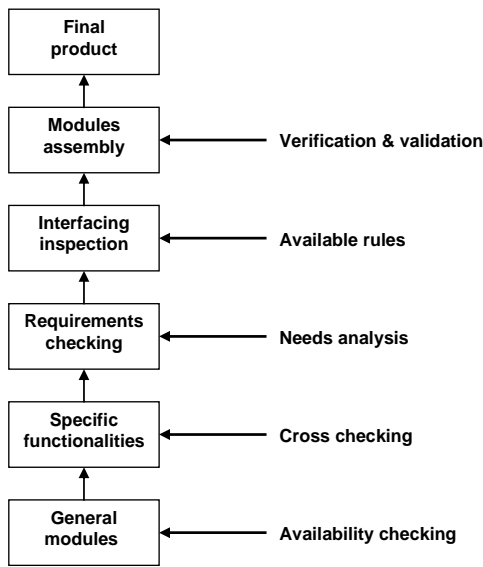 Final
product
Modules
assembly
Verification & validation
Interfacing
inspection
Available rules
Requirements
checking
Needs analysis
Specific
functionalities
Cross checking
General
modules
Availability checking